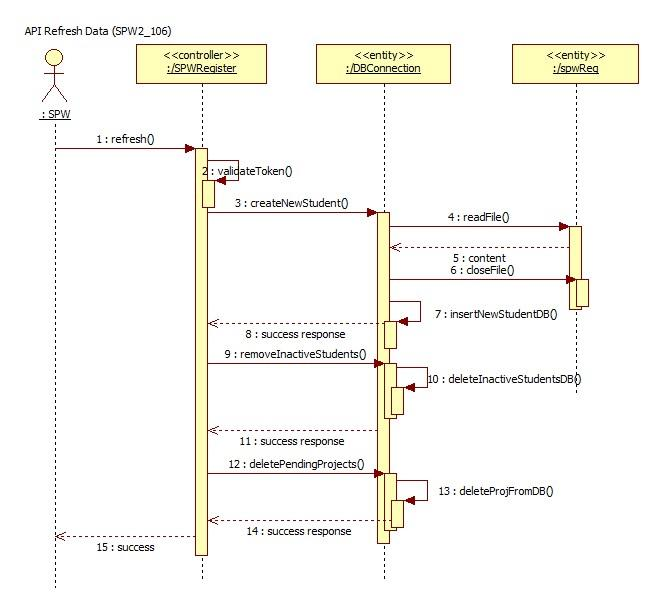 API Refresh Data (SPW2_106)
<<controller>>
:/SPWRegister
<<entity>>
:/DBConnection
<<entity>>
:/spwReg
: SPW
1 : refresh()
2 : validateToken()
3 : createNewStudent()
4 : readFile()
5 : content
6 : closeFile()
7 : insertNewStudentDB()
8 : success response
9 : removeInactiveStudents()
10 : deleteInactiveStudentsDB()
11 : success response
12 : deletePendingProjects()
13 : deleteProjFromDB()
14 : success response
15 : success